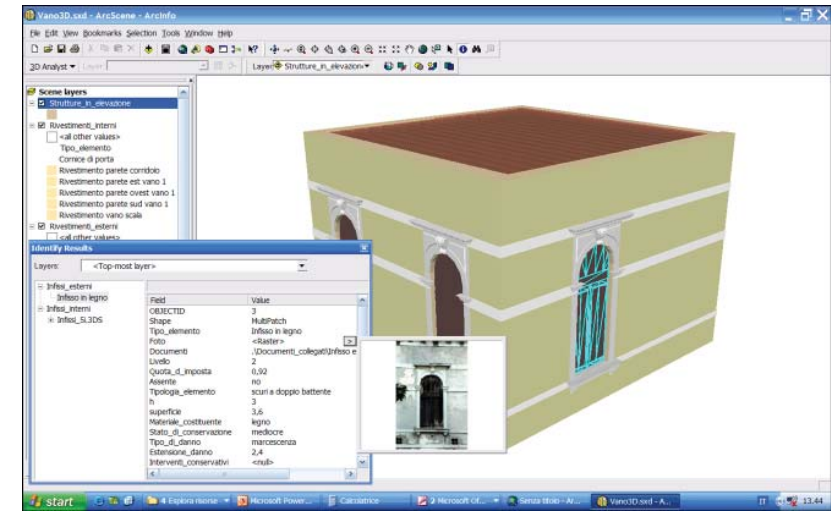 Vano3D.sxd - ArcScene - ArcInfo
File Edit View Bookmarks Selection Tools Window Help
3D Analyst Layer: Layer Strutture_in_elevazion
Scene layers
Strutture_in_elevazione
Rivestimenti_interni
<all other values>
Tipo_elemento
Cornice di porta
Rivestimento parete corridoio
Rivestimento parete est vano 1
Rivestimento parete ovest vano 1
Rivestimento parete sud vano 1
Rivestimento vano scala
Rivestimenti_esterni
<all other values>
Identify Results
Layers: <Top-most layer>
Infissi_esterni
Infisso in legno
Infissi_interni
Infissi_Si3DS
Field Value
OBJECTID 3
Shape MultiPatch
Tipo_elemento Infisso in legno
Foto <Raster>
Documenti .\Documenti_collegati\Infisso e
Livello 2
Quota_d_imposta 0,92
Assente no
Tipologia_elemento scuri a doppio battente
h 3
superficie 3,6
Materiale_costituente legno
Stato_di_conservazione mediocre
Tipo_di_danno marcescenza
Estensione_danno 2,4
Interventi_conservativi <null>
start 4 Esplora risorse Microsoft Power... Calcolatrice 2 Microsoft Of... Senza titolo - Ar... Vano3D.sxd - A... IT 13.44